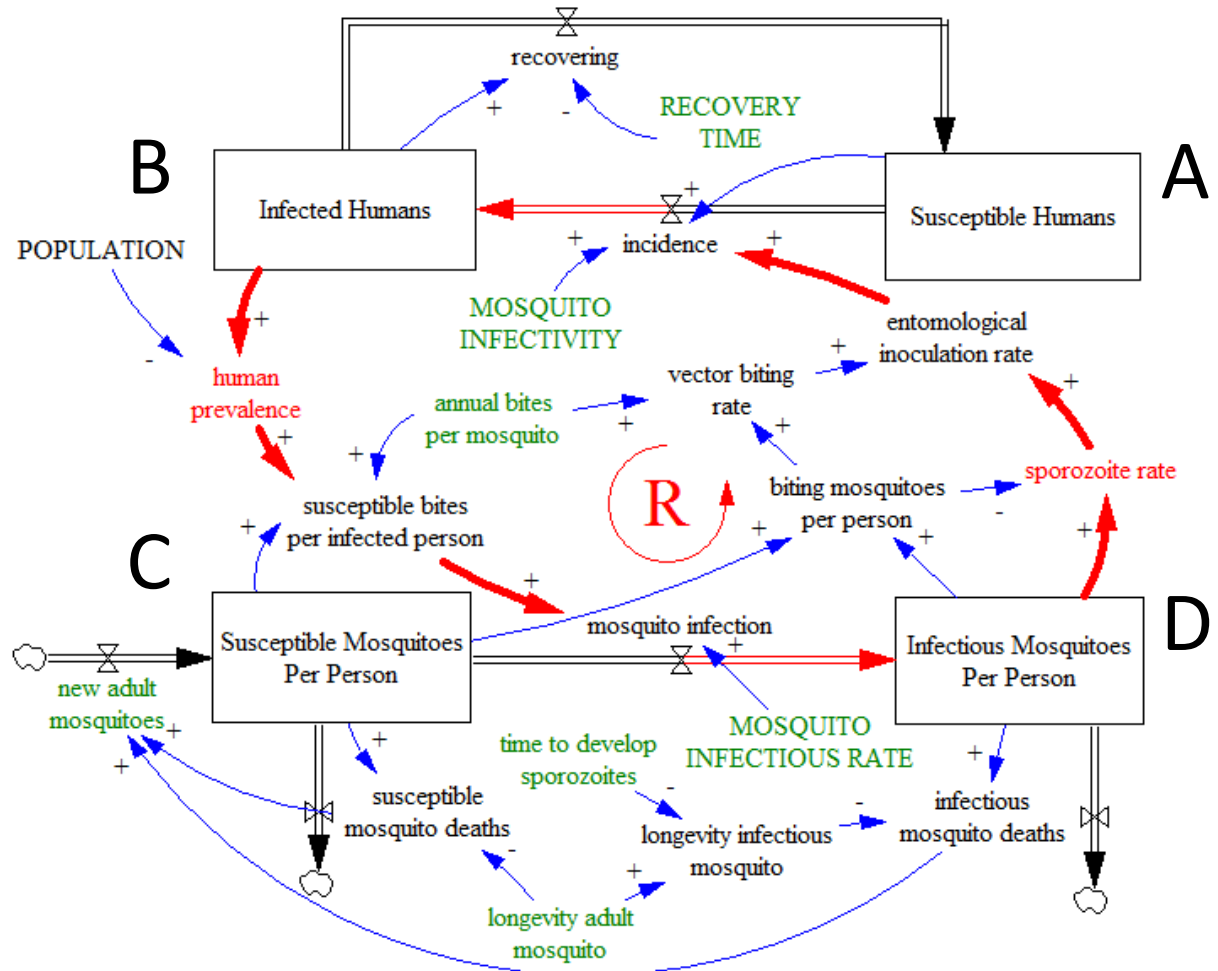 recovering
+
-
RECOVERY
TIME
B
A
Infected Humans
+
Susceptible Humans
POPULATION
+
incidence
+
MOSQUITO
INFECTIVITY
+
-
human
prevalence
entomological
inoculation rate
+
vector biting
rate
+
annual bites
per mosquito
+
+
+
+
susceptible bites
per infected person
R
biting mosquitoes
per person
sporozoite rate
-
+
+
+
+
C
+
D
Susceptible Mosquitoes
Per Person
mosquito infection
+
Infectious Mosquitoes
Per Person
new adult
mosquitoes
+
+
MOSQUITO
INFECTIOUS RATE
time to develop
sporozoites
-
+
susceptible
mosquito deaths
-
+
longevity infectious
mosquito
-
+
infectious
mosquito deaths
longevity adult
mosquito